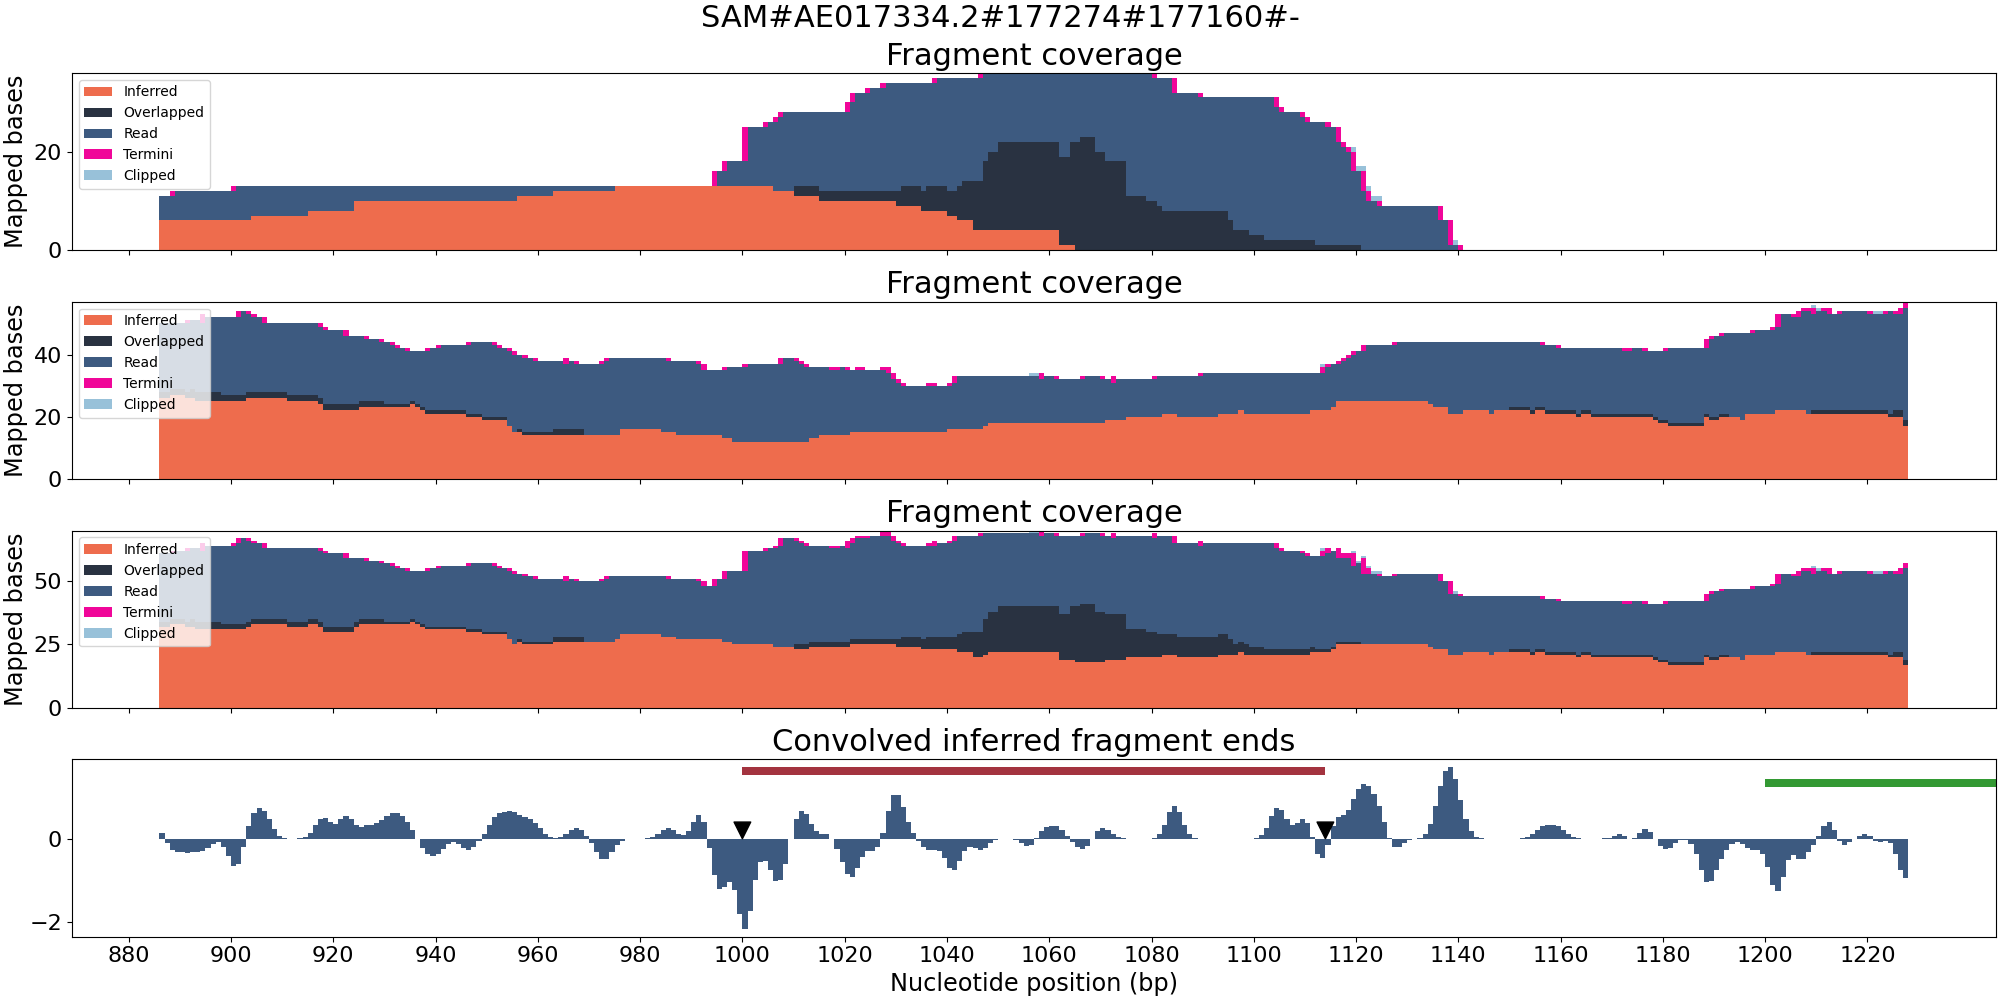 SAM#AE017334.2#177274#177160#-
Fragment coverage
Mapped bases
20
0
Inferred
Overlapped
Read
Termini
Clipped
Fragment coverage
Mapped bases
40
20
0
Inferred
Overlapped
Read
Termini
Clipped
Fragment coverage
Mapped bases
50
25
0
Inferred
Overlapped
Read
Termini
Clipped
Convolved inferred fragment ends
0
−2
880 900 920 940 960 980 1000 1020 1040 1060 1080 1100 1120 1140 1160 1180 1200 1220
Nucleotide position (bp)